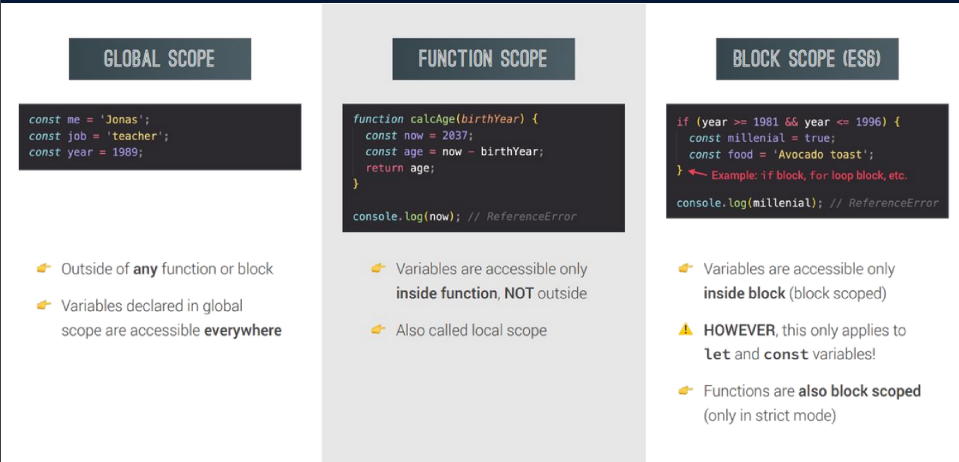 GLOBAL SCOPE
const me = 'Jonas';
const job = 'teacher';
const year = 1989;
Outside of any function or block
Variables declared in global
scope are accessible everywhere
FUNCTION SCOPE
function calcAge(birthYear) {
const now = 2037;
const age = now - birthYear;
return age;
}
console.log(now); // ReferenceError
Variables are accessible only
inside function, NOT outside
Also called local scope
BLOCK SCOPE (ES6)
if (year >= 1981 && year <= 1996) {
const millenial = true;
const food = 'Avocado toast';
} Example: if block, for loop block, etc.
console.log(millenial); // ReferenceError
Variables are accessible only
inside block (block scoped)
HOWEVER, this only applies to
let and const variables!
Functions are also block scoped
(only in strict mode)